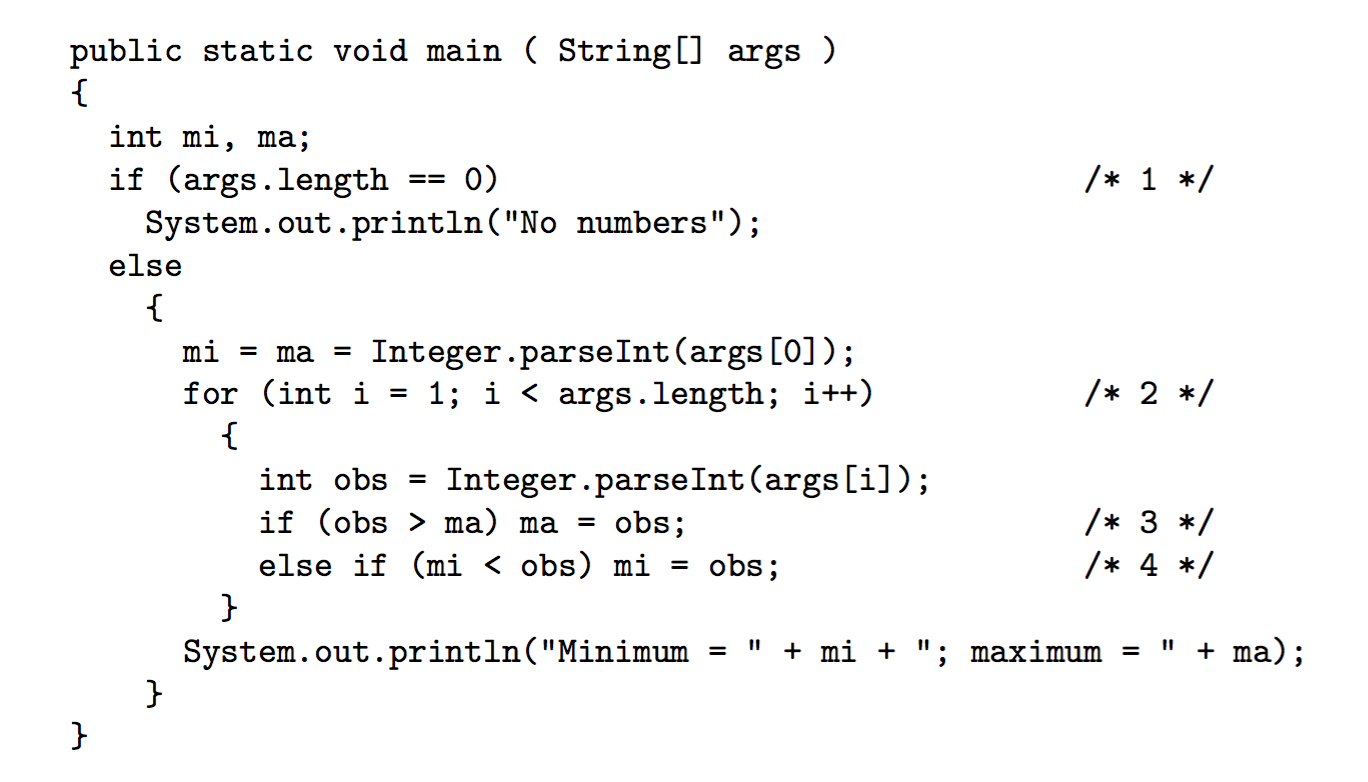 public static void main ( String[] args )
{
int mi, ma;
if (args.length == 0) /* 1 */
System.out.println("No numbers");
else
{
mi = ma = Integer.parseInt(args[0]);
for (int i = 1; i < args.length; i++) /* 2 */
{
int obs = Integer.parseInt(args[i]);
if (obs > ma) ma = obs; /* 3 */
else if (mi < obs) mi = obs; /* 4 */
}
System.out.println("Minimum = " + mi + "; maximum = " + ma);
}
}